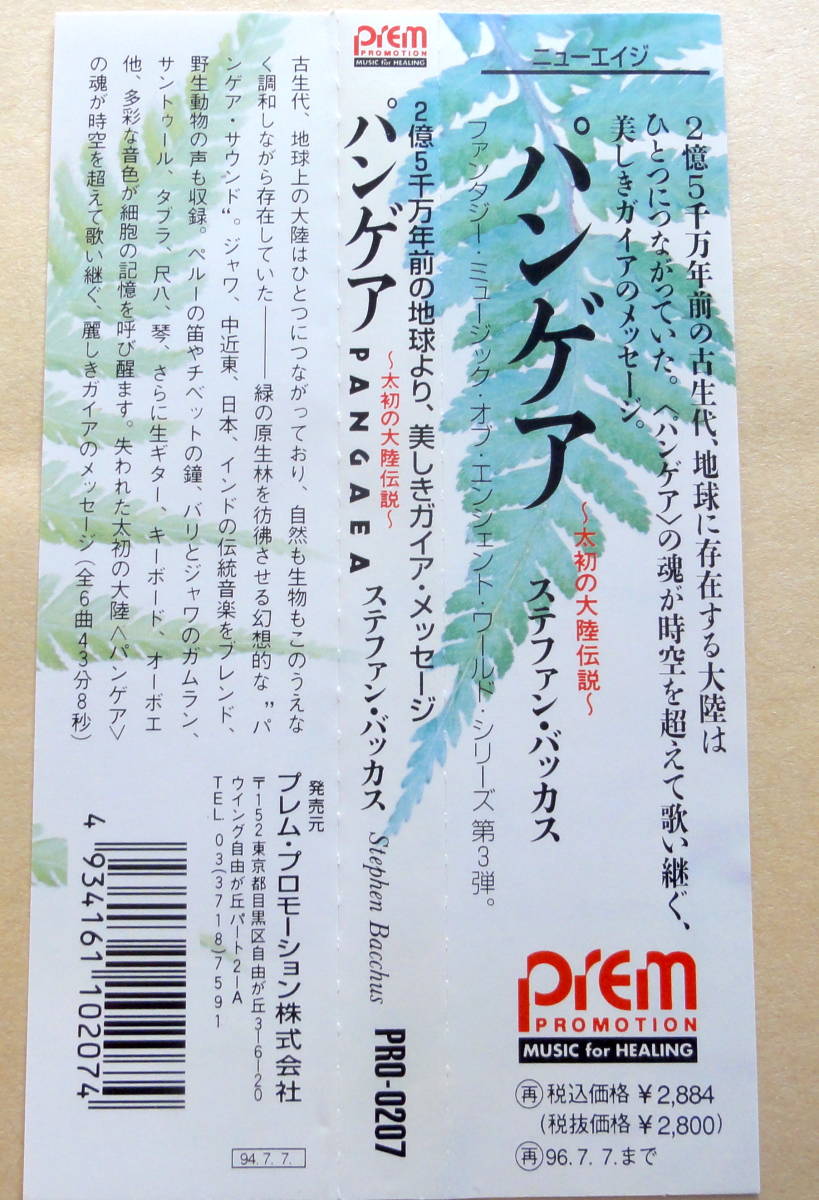 ニューエイジ
2億5千万年前の古生代、地球に存在する大陸は
ひとつにつながっていた。〈パンゲア〉の魂が時空を超えて歌い継ぐ、
美しきガイアのメッセージ。
パンゲア
～太初の大陸伝説～
ステファン・バッカス
ファンタジー・ミュージック・オブ・エンシェント・ワールド・シリーズ 第3弾。
prem
PROMOTION
MUSIC for HEALING
再 税込価格 ¥2,884
(税抜価格 ¥2,800)
再 96.7.7.まで
prem
PROMOTION
MUSIC for HEALING
2億5千万年前の地球より、美しきガイア・メッセージ
パンゲア PANGAEA
～太初の大陸伝説～
ステファン・バッカス Stephen Bacchus PRO-0207
古生代、地球上の大陸はひとつにつながっており、自然も生物もこのうえな
く調和しながら存在していた——緑の原生林を彷彿させる幻想的な〝パ
ンゲア・サウンド〟。ジャワ、中近東、日本、インドの伝統音楽をブレンド、
野生動物の声も収録。ペルーの笛やチベットの鐘、バリとジャワのガムラン、
サントゥール、タブラ、尺八、琴、さらに生ギター、キーボード、オーボエ
他、多彩な音色が細胞の記憶を呼び醒ます。失われた太初の大陸〈パンゲア〉
の魂が時空を超えて歌い継ぐ、麗しきガイアのメッセージ(全6曲43分8秒)
発売元
プレム・プロモーション株式会社
〒152東京都目黒区自由が丘3-6-20
ウイング自由が丘パート2-A
TEL 03(3718)7591
4 934161 102074
94.7.7.